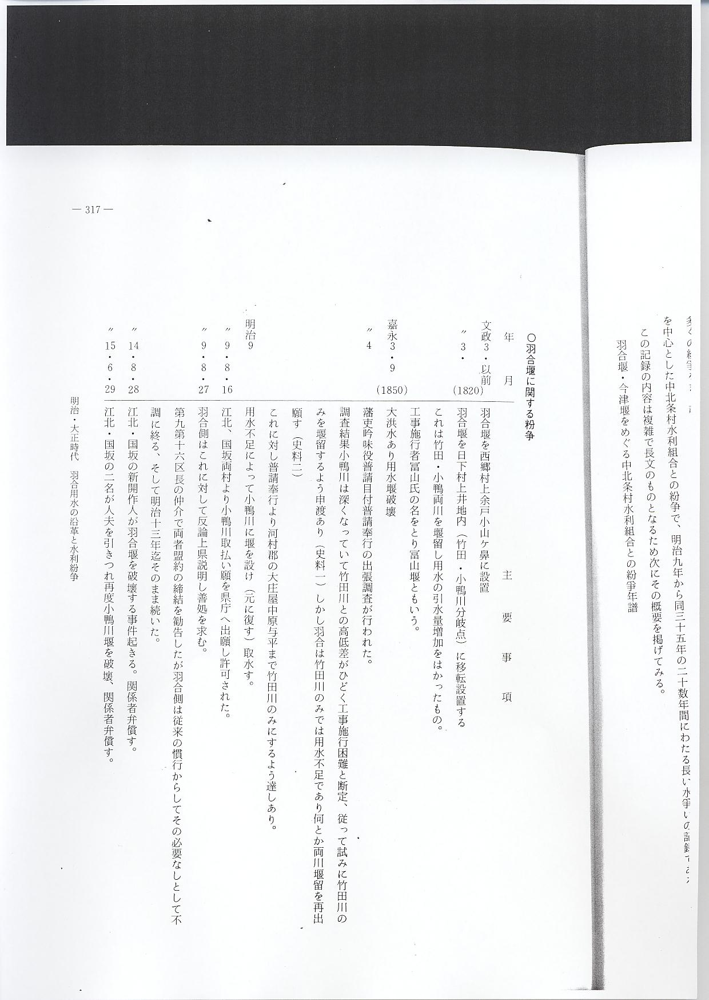 を中心とした中北条村水利組合との紛争で、明治九年から同三十五年の二十数年間にわたる長い水争いの記録である
この記録の内容は複雑で長文のものとなるため次にその概要を掲げてみる。
羽合堰・今津堰をめぐる中北条村水利組合との紛争年譜
○羽合堰に関する紛争
年 月 主要事項
文政3・以前 羽合堰を西郷村上余戸小山ヶ鼻に設置
〃3・(1820) 羽合堰を日下村上井地内（竹田・小鴨川分岐点）に移転設置する
これは竹田・小鴨両川を堰留し用水の引水量増加をはかったもの。
工事施行者冨山氏の名をとり冨山堰ともいう。
嘉永3・9(1850) 大洪水あり用水堰破壊
〃4 藩吏吟味役普請目付普請奉行の出張調査が行われた。
調査結果小鴨川は深くなっていて竹田川との高低差がひどく工事施行困難と断定、従って試みに竹田川の
みを堰留するよう申渡あり（史料一）しかし羽合は竹田川のみでは用水不足であり何とか両川堰留を再出
願す（史料二）
これに対し普請奉行より河村郡の大庄屋中原与平まで竹田川のみにするよう達しあり。
明治9 用水不足によって小鴨川に堰を設け（元に復す）取水す。
〃9・8・16 江北、国坂両村より小鴨川取払い願を県庁へ出願し許可された。
〃9・8・27 羽合側はこれに対して反論上県説明し善処を求む。
第九第十六区長の仲介で両者盟約の締結を勧告したが羽合側は従来の慣行からしてその必要なしとして不
調に終る、そして明治十三年迄そのまま続いた。
〃14・8・28 江北・国坂の新開作人が羽合堰を破壊する事件起きる。関係者弁償す。
〃15・6・29 江北・国坂の二名が人夫を引きつれ再度小鴨川堰を破壊、関係者弁償す。
明治・大正時代 羽合用水の沿革と水利紛争
― 317 ―